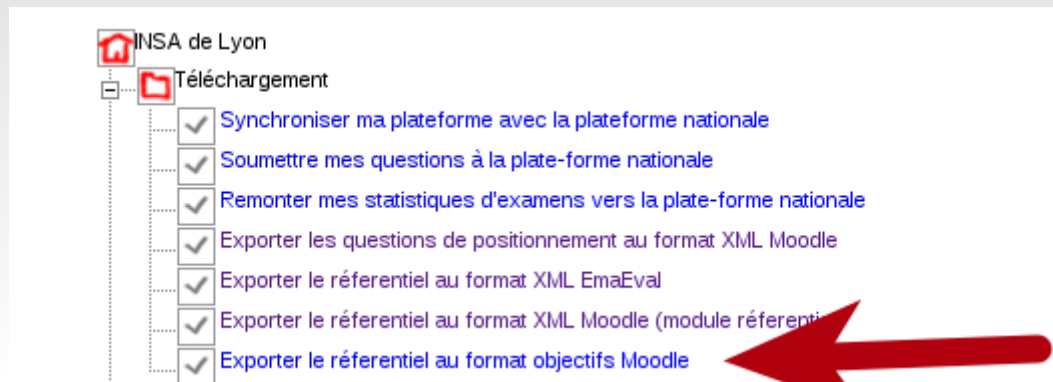 INSA de Lyon
Téléchargement
Synchroniser ma plateforme avec la plateforme nationale
Soumettre mes questions à la plate-forme nationale
Remonter mes statistiques d'examens vers la plate-forme nationale
Exporter les questions de positionnement au format XML Moodle
Exporter le réferentiel au format XML EmaEval
Exporter le réferentiel au format XML Moodle (module
Exporter le réferentiel au format objectifs Moodle